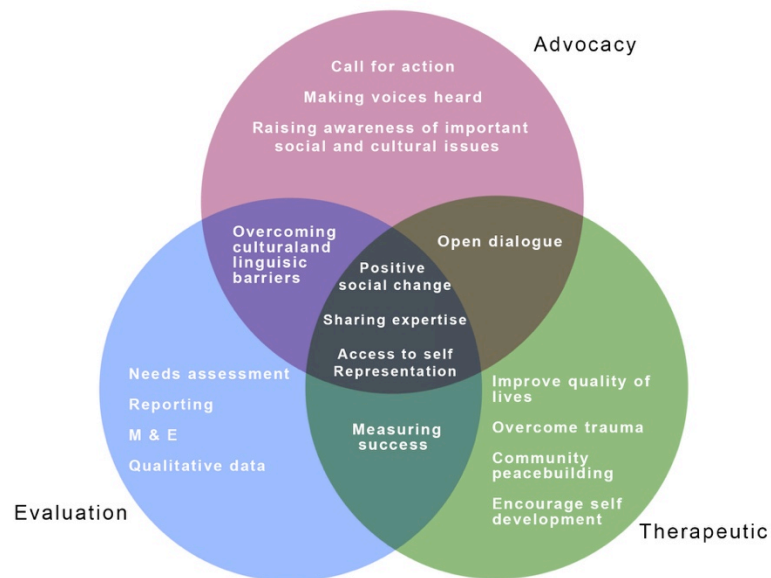 Advocacy
Call for action
Making voices heard
Raising awareness of important
social and cultural issues
Overcoming
culturaland
linguisic
barriers
Open dialogue
Positive
social change
Sharing expertise
Access to self
Representation
Needs assessment
Reporting
M & E
Qualitative data
Measuring
success
Improve quality of
lives
Overcome trauma
Community
peacebuilding
Encourage self
development
Evaluation
Therapeutic